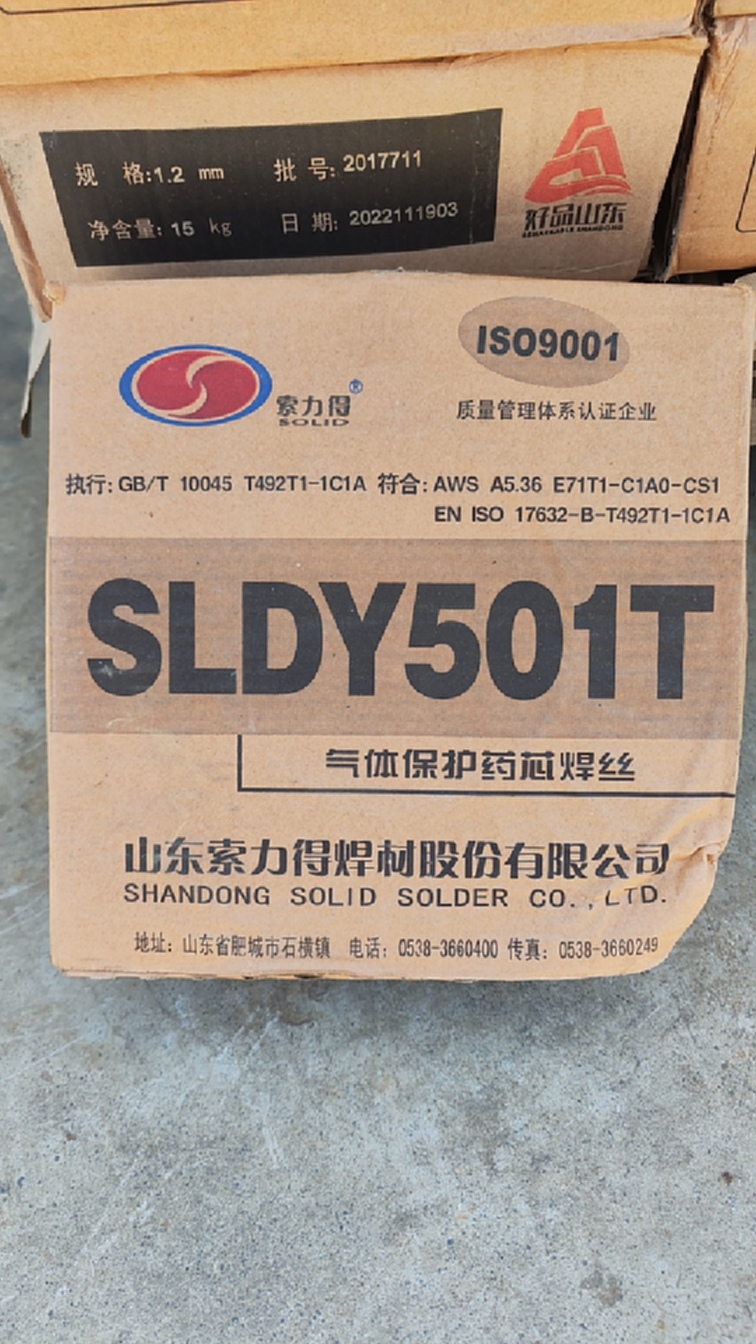 规 格:1.2 mm 批 号: 2017711
净含量: 15 kg 日 期: 2022111903
好品山东
REMARKABLE SHANDONG
ISO9001
索力得®
SOLID
质量管理体系认证企业
执行: GB/T 10045 T492T1-1C1A 符合: AWS A5.36 E71T1-C1A0-CS1
EN ISO 17632-B-T492T1-1C1A
SLDY501T
气体保护药芯焊丝
山东索力得焊材股份有限公司
SHANDONG SOLID SOLDER CO.,LTD.
地址: 山东省肥城市石横镇 电话: 0538-3660400 传真: 0538-3660249